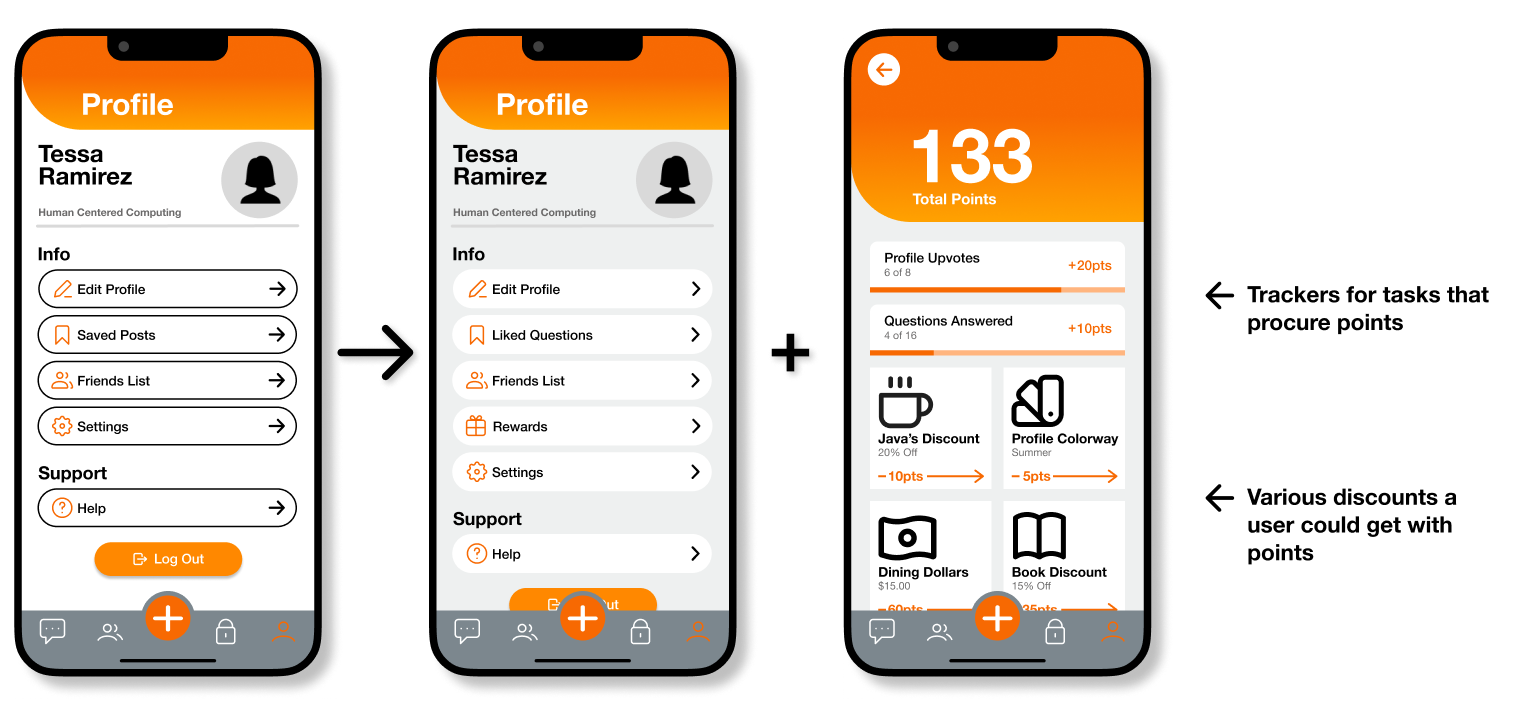 Profile
Tessa
Ramirez
Human Centered Computing
Info
Edit Profile
Saved Posts
Friends List
Settings
Support
Help
Log Out
Profile
Tessa
Ramirez
Human Centered Computing
Info
Edit Profile
Liked Questions
Friends List
Rewards
Settings
Support
Help
ut
133
Total Points
Profile Upvotes
6 of 8
+20pts
Questions Answered
4 of 16
+10pts
Java's Discount
20% Off
-10pts
Profile Colorway
Summer
- 5pts
Dining Dollars
$15.00
-60pts
Book Discount
15% Off
35pts
Trackers for tasks that
procure points
Various discounts a
user could get with
points